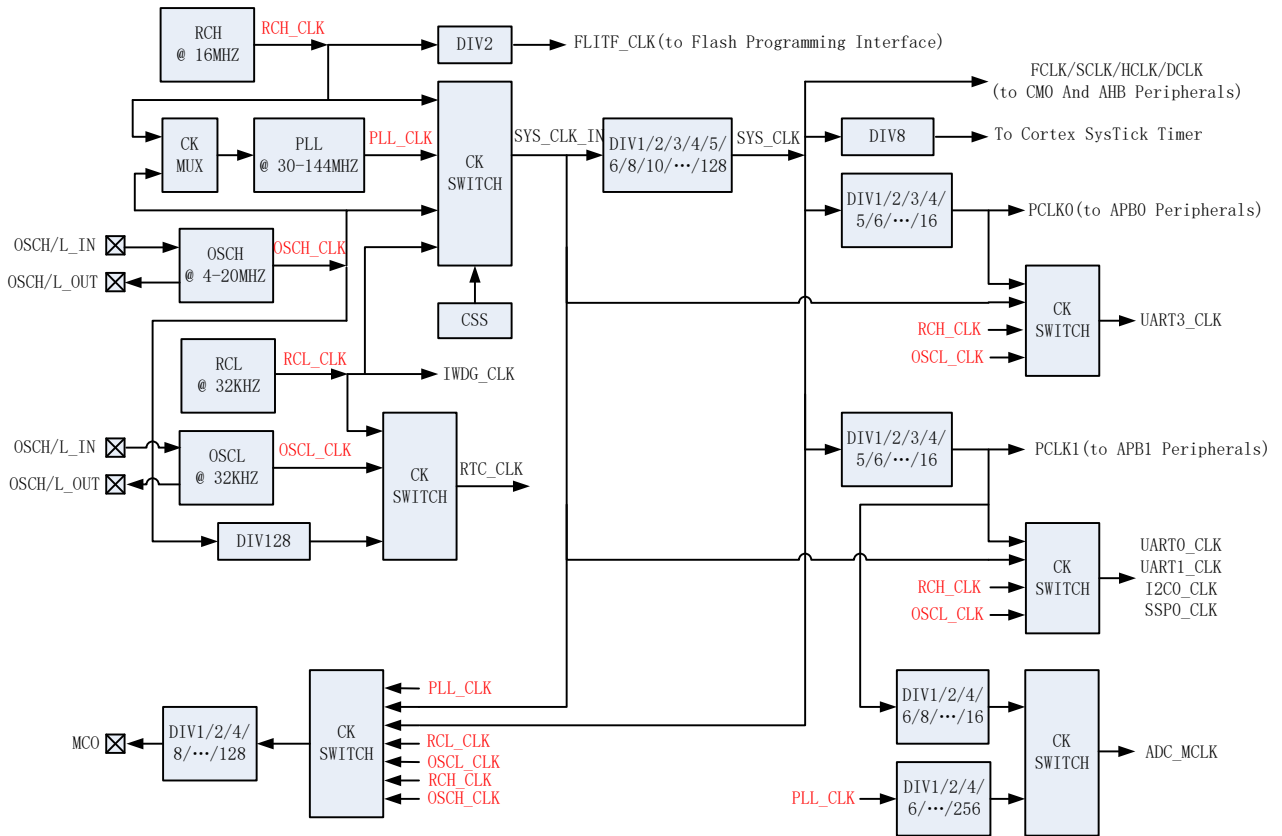 RCH
@ 16MHZ
RCH_CLK
DIV2
FLITF_CLK(to Flash Programming Interface)
FCLK/SCLK/HCLK/DCLK
(to CM0 And AHB Peripherals)
CK
MUX
PLL
@ 30-144MHZ
PLL_CLK
CK
SWITCH
SYS_CLK_IN
DIV1/2/3/4/5/
6/8/10/…/128
SYS_CLK
DIV8
To Cortex SysTick Timer
DIV1/2/3/4/
5/6/…/16
PCLK0(to APB0 Peripherals)
OSCH/L_IN
OSCH/L_OUT
OSCH
@ 4-20MHZ
OSCH_CLK
CSS
CK
SWITCH
RCH_CLK
OSCL_CLK
UART3_CLK
RCL
@ 32KHZ
RCL_CLK
IWDG_CLK
OSCH/L_IN
OSCH/L_OUT
OSCL
@ 32KHZ
OSCL_CLK
CK
SWITCH
RTC_CLK
DIV128
DIV1/2/3/4/
5/6/…/16
PCLK1(to APB1 Peripherals)
RCH_CLK
OSCL_CLK
CK
SWITCH
UART0_CLK
UART1_CLK
I2C0_CLK
SSP0_CLK
MCO
DIV1/2/4/
8/…/128
CK
SWITCH
PLL_CLK
RCL_CLK
OSCL_CLK
RCH_CLK
OSCH_CLK
DIV1/2/4/
6/8/…/16
PLL_CLK
DIV1/2/4/
6/…/256
CK
SWITCH
ADC_MCLK